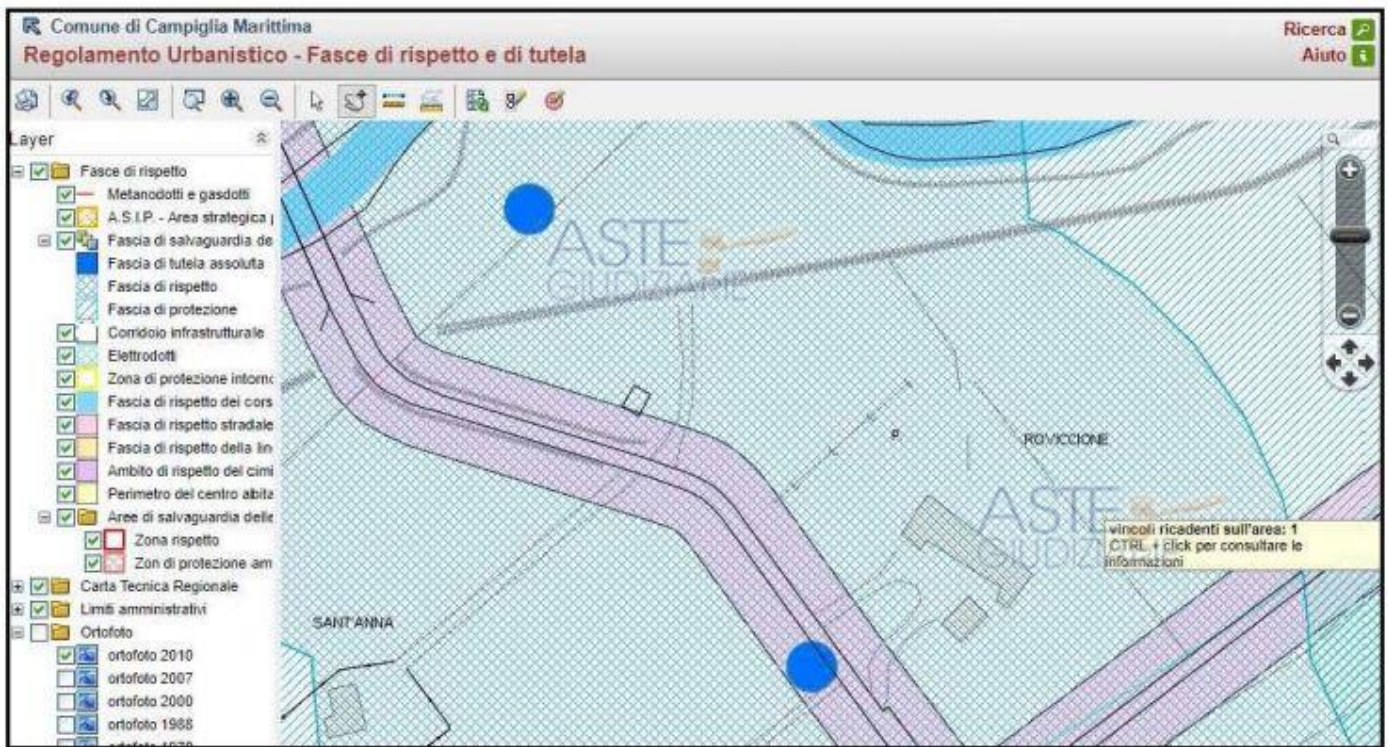 Comune di Campiglia Marittima
Regolamento Urbanistico - Fasce di rispetto e di tutela
Ricerca
Aiuto
Layer
Fasce di rispetto
Metanodotti e gasdotti
A.S.I.P. - Area strategica
Fascia di salvaguardia de
Fascia di tutela assoluta
Fascia di rispetto
Fascia di protezione
Corridoio infrastrutturale
Elettrodotti
Zona di protezione intorno
Fascia di rispetto dei cors
Fascia di rispetto stradale
Fascia di rispetto della lin
Ambito di rispetto del cimi
Perimetro del centro abita
Aree di salvaguardia delle
Zona rispetto
Zon di protezione am
Carta Tecnica Regionale
Limiti amministrativi
Ortofoto
ortofoto 2010
ortofoto 2007
ortofoto 2000
ortofoto 1988
ASTE
GIUDIZIARIE
P
ROVICCIONE
ASTE
GIUDIZIARIE
vincoli ricadenti sull'area: 1
CTRL + click per consultare le
informazioni
SANT'ANNA